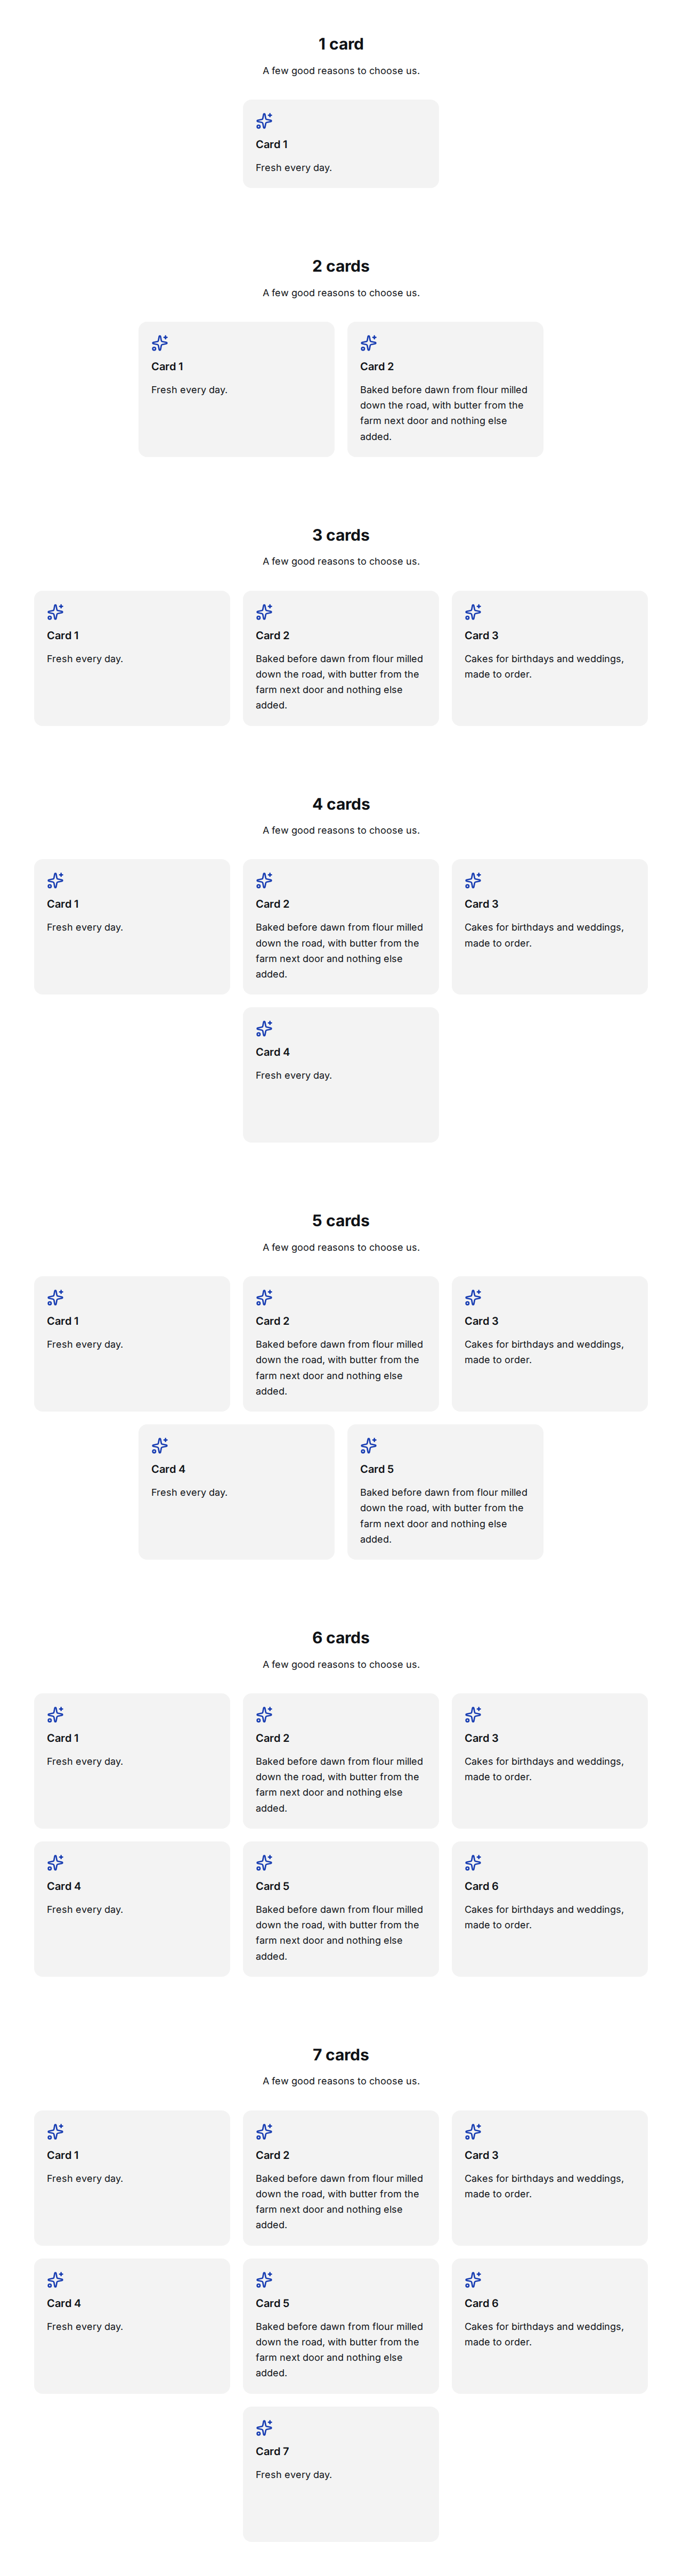 1 card
A few good reasons to choose us.
Card 1
Fresh every day.
2 cards
A few good reasons to choose us.
Card 1
Fresh every day.
Card 2
Baked before dawn from flour milled
down the road, with butter from the
farm next door and nothing else
added.
3 cards
A few good reasons to choose us.
Card 1
Fresh every day.
Card 2
Baked before dawn from flour milled
down the road, with butter from the
farm next door and nothing else
added.
Card 3
Cakes for birthdays and weddings,
made to order.
4 cards
A few good reasons to choose us.
Card 1
Fresh every day.
Card 2
Baked before dawn from flour milled
down the road, with butter from the
farm next door and nothing else
added.
Card 3
Cakes for birthdays and weddings,
made to order.
Card 4
Fresh every day.
5 cards
A few good reasons to choose us.
Card 1
Fresh every day.
Card 2
Baked before dawn from flour milled
down the road, with butter from the
farm next door and nothing else
added.
Card 3
Cakes for birthdays and weddings,
made to order.
Card 4
Fresh every day.
Card 5
Baked before dawn from flour milled
down the road, with butter from the
farm next door and nothing else
added.
6 cards
A few good reasons to choose us.
Card 1
Fresh every day.
Card 2
Baked before dawn from flour milled
down the road, with butter from the
farm next door and nothing else
added.
Card 3
Cakes for birthdays and weddings,
made to order.
Card 4
Fresh every day.
Card 5
Baked before dawn from flour milled
down the road, with butter from the
farm next door and nothing else
added.
Card 6
Cakes for birthdays and weddings,
made to order.
7 cards
A few good reasons to choose us.
Card 1
Fresh every day.
Card 2
Baked before dawn from flour milled
down the road, with butter from the
farm next door and nothing else
added.
Card 3
Cakes for birthdays and weddings,
made to order.
Card 4
Fresh every day.
Card 5
Baked before dawn from flour milled
down the road, with butter from the
farm next door and nothing else
added.
Card 6
Cakes for birthdays and weddings,
made to order.
Card 7
Fresh every day.